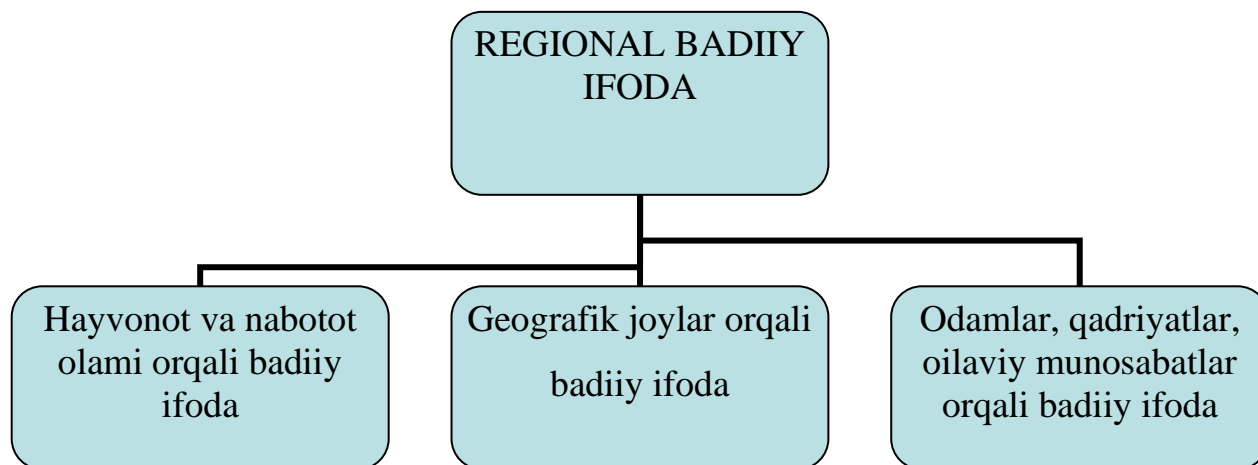 REGIONAL BADIIY
IFODA
Hayvonot va nabotot
olami orqali badiiy
ifoda
Geografik joylar orqali
badiiy ifoda
Odamlar, qadriyatlar,
oilaviy munosabatlar
orqali badiiy ifoda